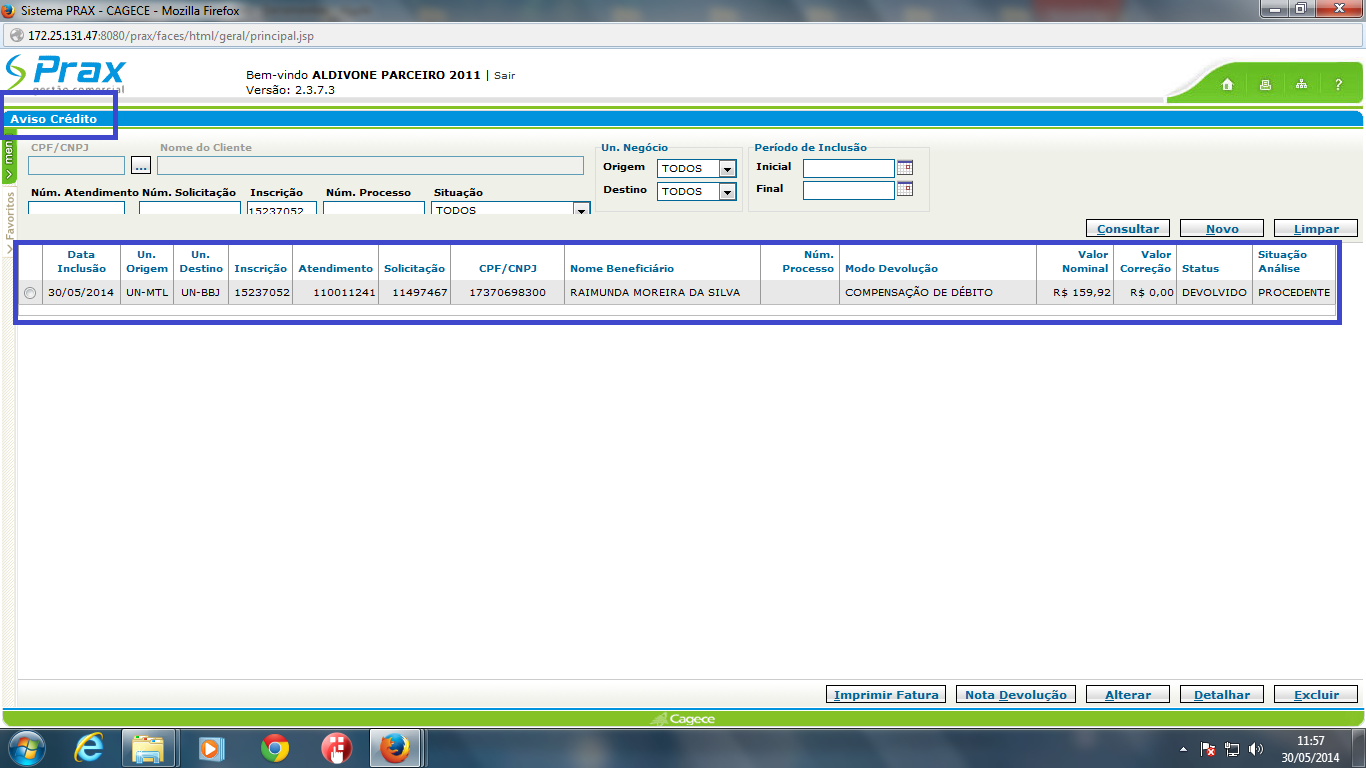 Sistema PRAX - CAGECE - Mozilla Firefox
172.25.131.47:8080/prax/faces/html/geral/principal.jsp
Prax
gestão comercial
Bem-vindo ALDIVONE PARCEIRO 2011 | Sair
Versão: 2.3.7.3
?
Aviso Crédito
men
Favoritos
CPF/CNPJ Nome do Cliente
...
Núm. Atendimento Núm. Solicitação Inscrição Núm. Processo Situação
15237052 TODOS
Un. Negócio
Origem TODOS
Destino TODOS
Período de Inclusão
Inicial
Final
Consultar Novo Limpar
Data Inclusão Un. Origem Un. Destino Inscrição Atendimento Solicitação CPF/CNPJ Nome Beneficiário Núm. Processo Modo Devolução Valor Nominal Valor Correção Status Situação Análise
30/05/2014 UN-MTL UN-BBJ 15237052 110011241 11497467 17370698300 RAIMUNDA MOREIRA DA SILVA COMPENSAÇÃO DE DÉBITO R$ 159,92 R$ 0,00 DEVOLVIDO PROCEDENTE
Imprimir Fatura Nota Devolução Alterar Detalhar Excluir
Cagece
11:57
30/05/2014